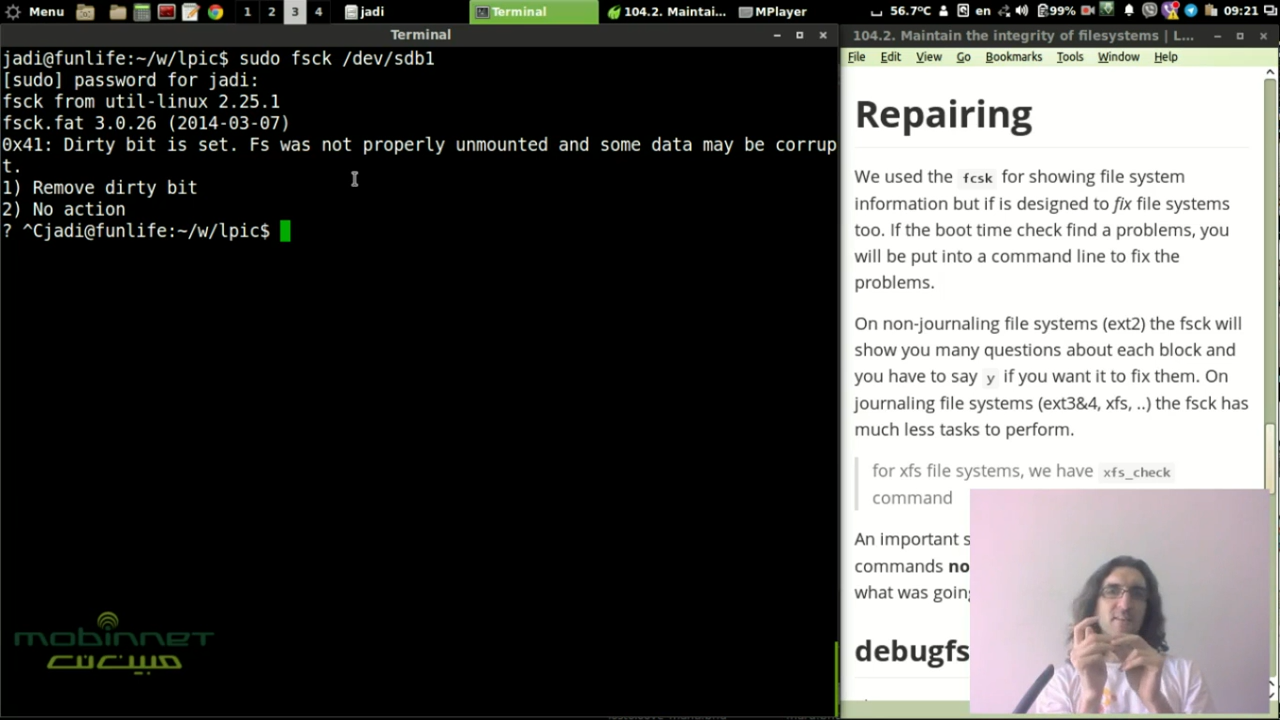 Menu
1 2 3 4
jadi
Terminal
104.2. Maintai...
MPlayer
56.7℃
en
99%
09:21
Terminal
jadi@funlife:~/w/lpic$ sudo fsck /dev/sdb1
[sudo] password for jadi:
fsck from util-linux 2.25.1
fsck.fat 3.0.26 (2014-03-07)
0x41: Dirty bit is set. Fs was not properly unmounted and some data may be corrup
t.
1) Remove dirty bit
2) No action
? ^Cjadi@funlife:~/w/lpic$
mobinnet
مبین‌نت
104.2. Maintain the integrity of filesystems | L...
File Edit View Go Bookmarks Tools Window Help
Repairing
We used the fcsk for showing file system
information but if is designed to fix file systems
too. If the boot time check find a problems, you
will be put into a command line to fix the
problems.
On non-journaling file systems (ext2) the fsck will
show you many questions about each block and
you have to say y if you want it to fix them. On
journaling file systems (ext3&4, xfs, ..) the fsck has
much less tasks to perform.
for xfs file systems, we have xfs_check
command
An important s
commands no
what was going
debugfs